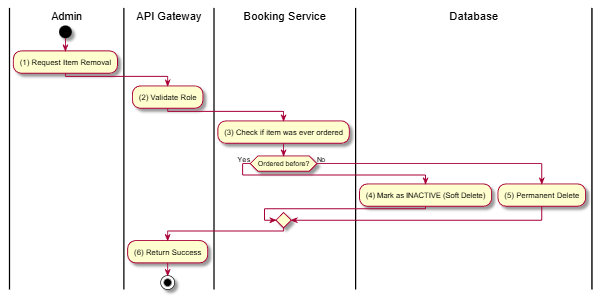 Admin
API Gateway
Booking Service
Database
(1) Request Item Removal
(2) Validate Role
(3) Check if item was ever ordered
Yes
Ordered before?
No
(4) Mark as INACTIVE (Soft Delete)
(5) Permanent Delete
(6) Return Success